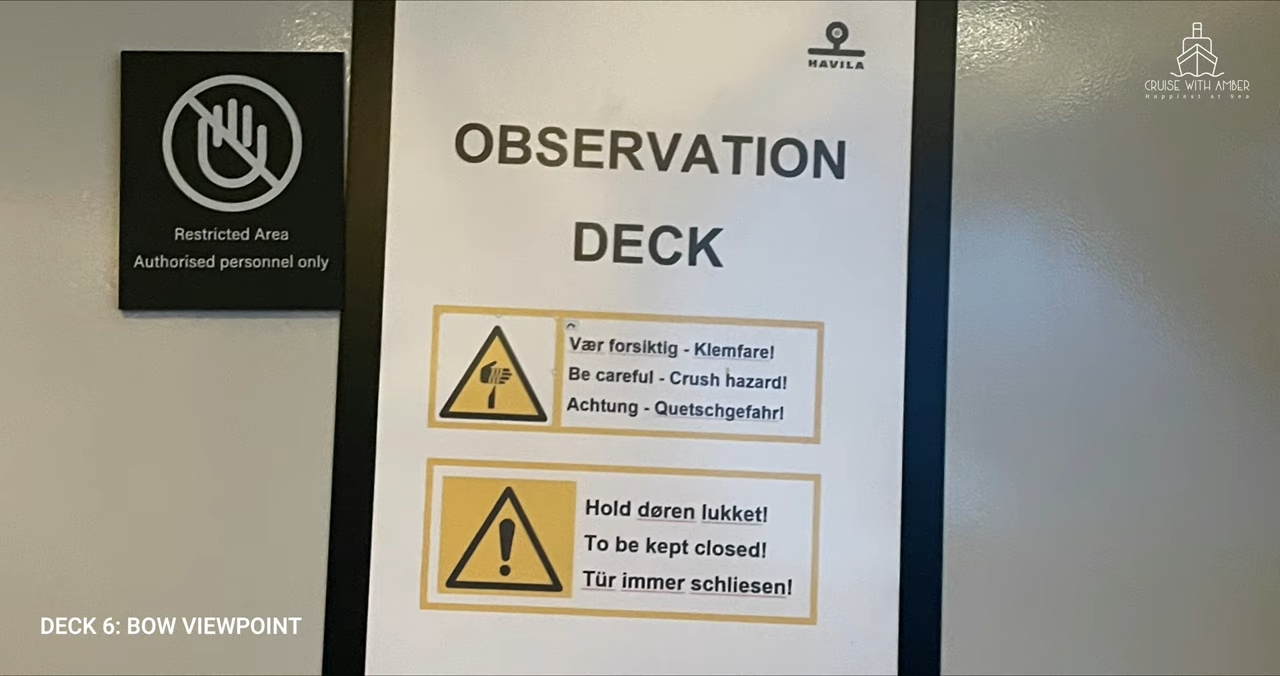 HAVILA
CRUISE WITH AMBER
Happiest at Sea
OBSERVATION
DECK
Restricted Area
Authorised personnel only
Vær forsiktig - Klemfare!
Be careful - Crush hazard!
Achtung - Quetschgefahr!
Hold døren lukket!
To be kept closed!
Tür immer schliesen!
DECK 6: BOW VIEWPOINT